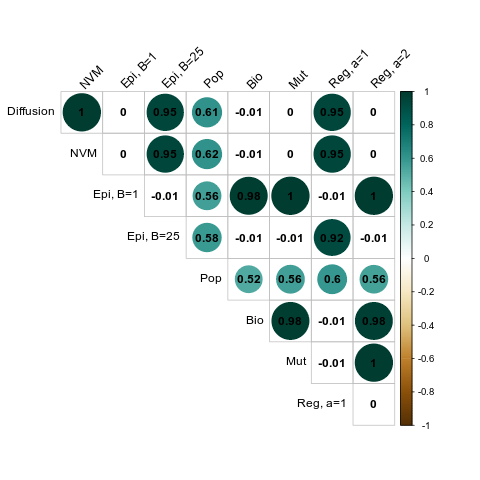 NVM Epi, B=1 Epi, B=25 Pop Bio Mut Reg, a=1 Reg, a=2
Diffusion 1 0 0.95 0.61 -0.01 0 0.95 0
NVM 0 0.95 0.62 -0.01 0 0.95 0
Epi, B=1 -0.01 0.56 0.98 1 -0.01 1
Epi, B=25 0.58 -0.01 -0.01 0.92 -0.01
Pop 0.52 0.56 0.6 0.56
Bio 0.98 -0.01 0.98
Mut -0.01 1
Reg, a=1 0
1
0.8
0.6
0.4
0.2
0
-0.2
-0.4
-0.6
-0.8
-1